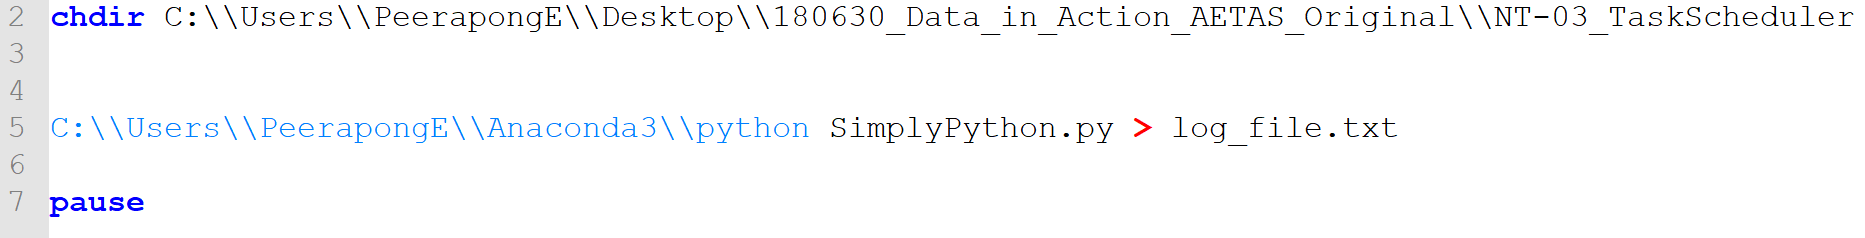 2 chdir C:\\Users\\PeerapongE\\Desktop\\180630_Data_in_Action_AETAS_Original\\NT-03_TaskScheduler
3
4
5 C:\\Users\\PeerapongE\\Anaconda3\\python SimplyPython.py > log_file.txt
6
7 pause